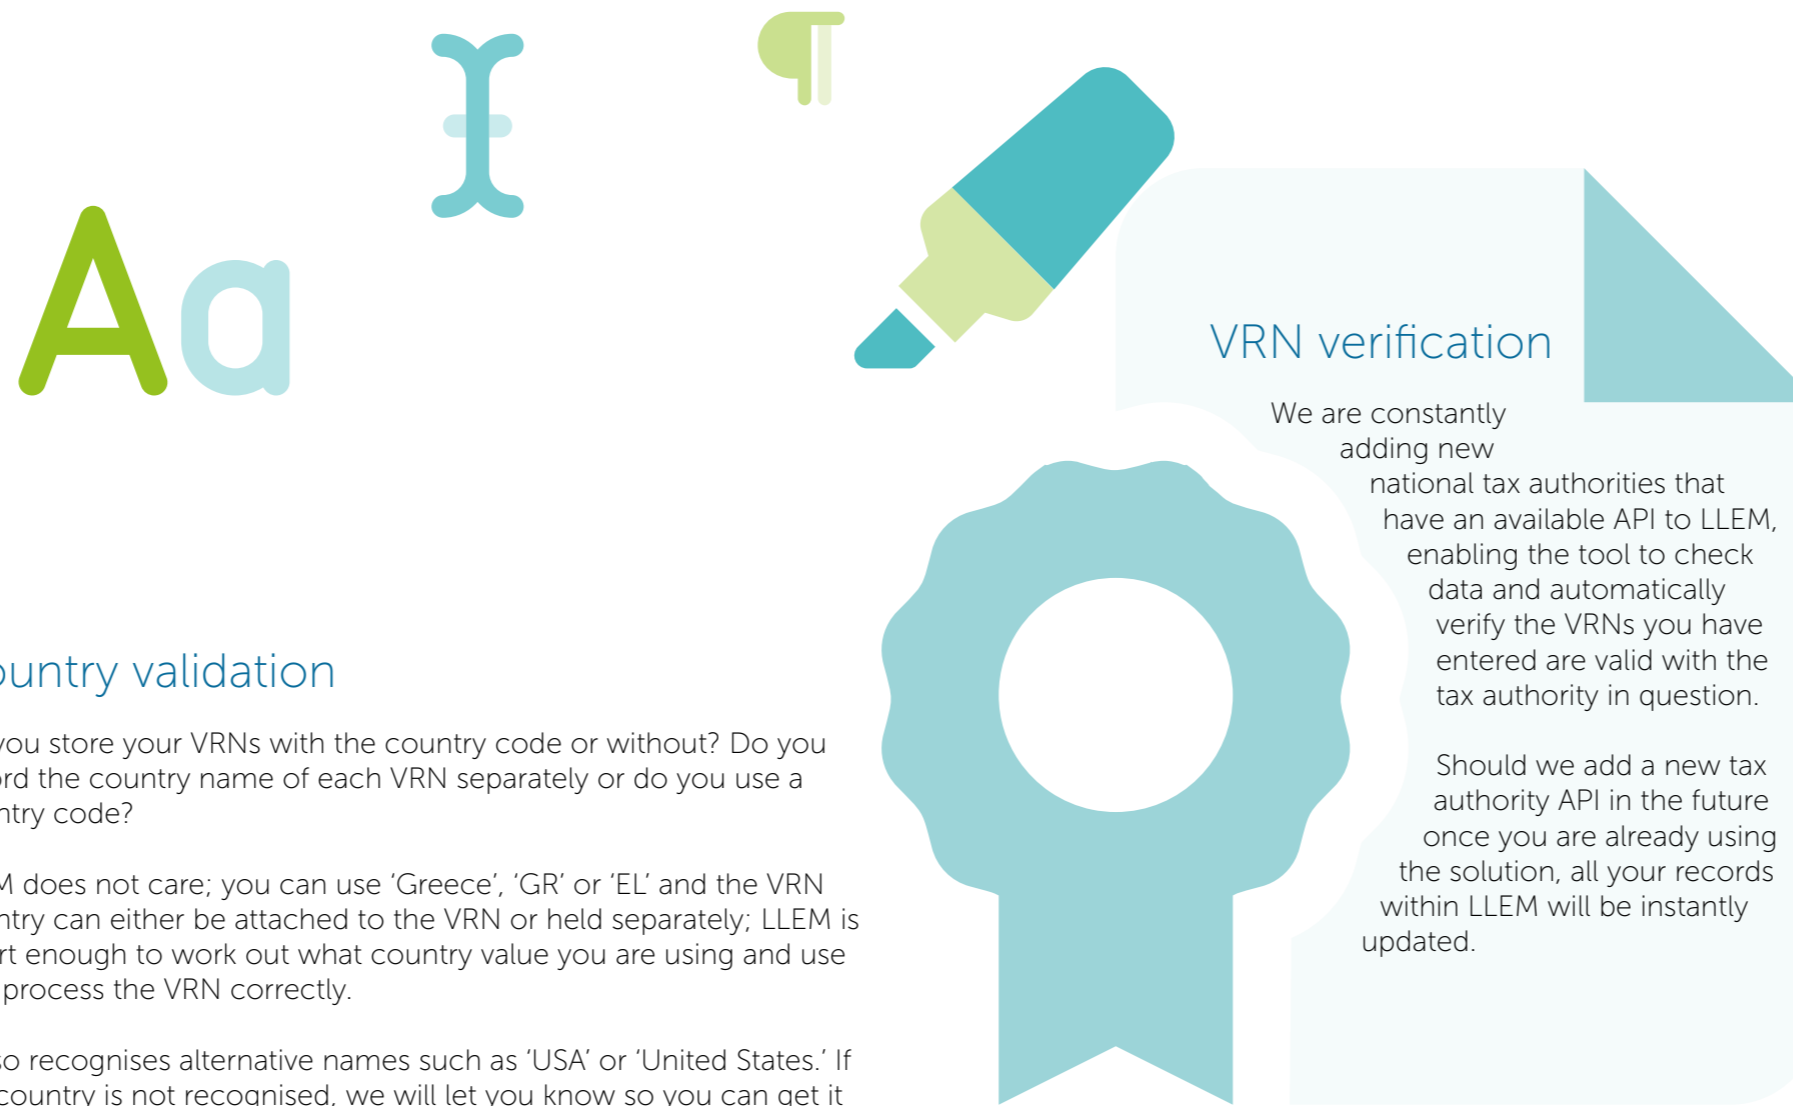 Aa
ountry validation
you store your VRNs with the country code or without? Do you
ord the country name of each VRN separately or do you use a
ntry code?
M does not care; you can use ‘Greece’, ‘GR’ or ‘EL’ and the VRN
ntry can either be attached to the VRN or held separately; LLEM is
rt enough to work out what country value you are using and use
process the VRN correctly.
so recognises alternative names such as ‘USA’ or ‘United States.’ If
country is not recognised, we will let you know so you can get it
¶
VRN verification
We are constantly
adding new
national tax authorities that
have an available API to LLEM,
enabling the tool to check
data and automatically
verify the VRNs you have
entered are valid with the
tax authority in question.
Should we add a new tax
authority API in the future
once you are already using
the solution, all your records
within LLEM will be instantly
updated.